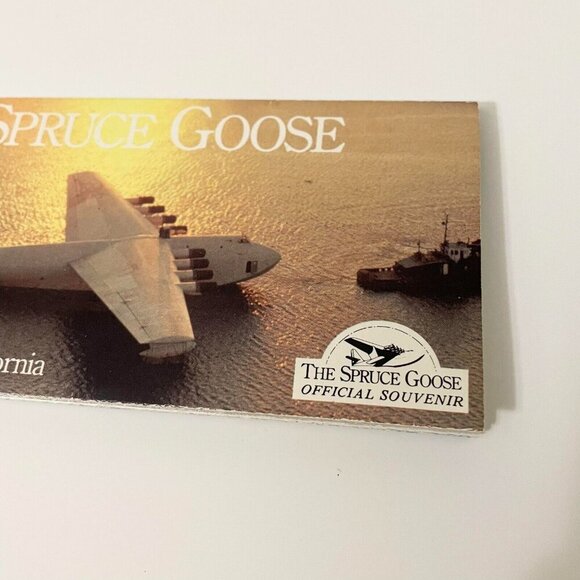 SPRUCE GOOSE
ornia
THE SPRUCE GOOSE
OFFICIAL SOUVENIR